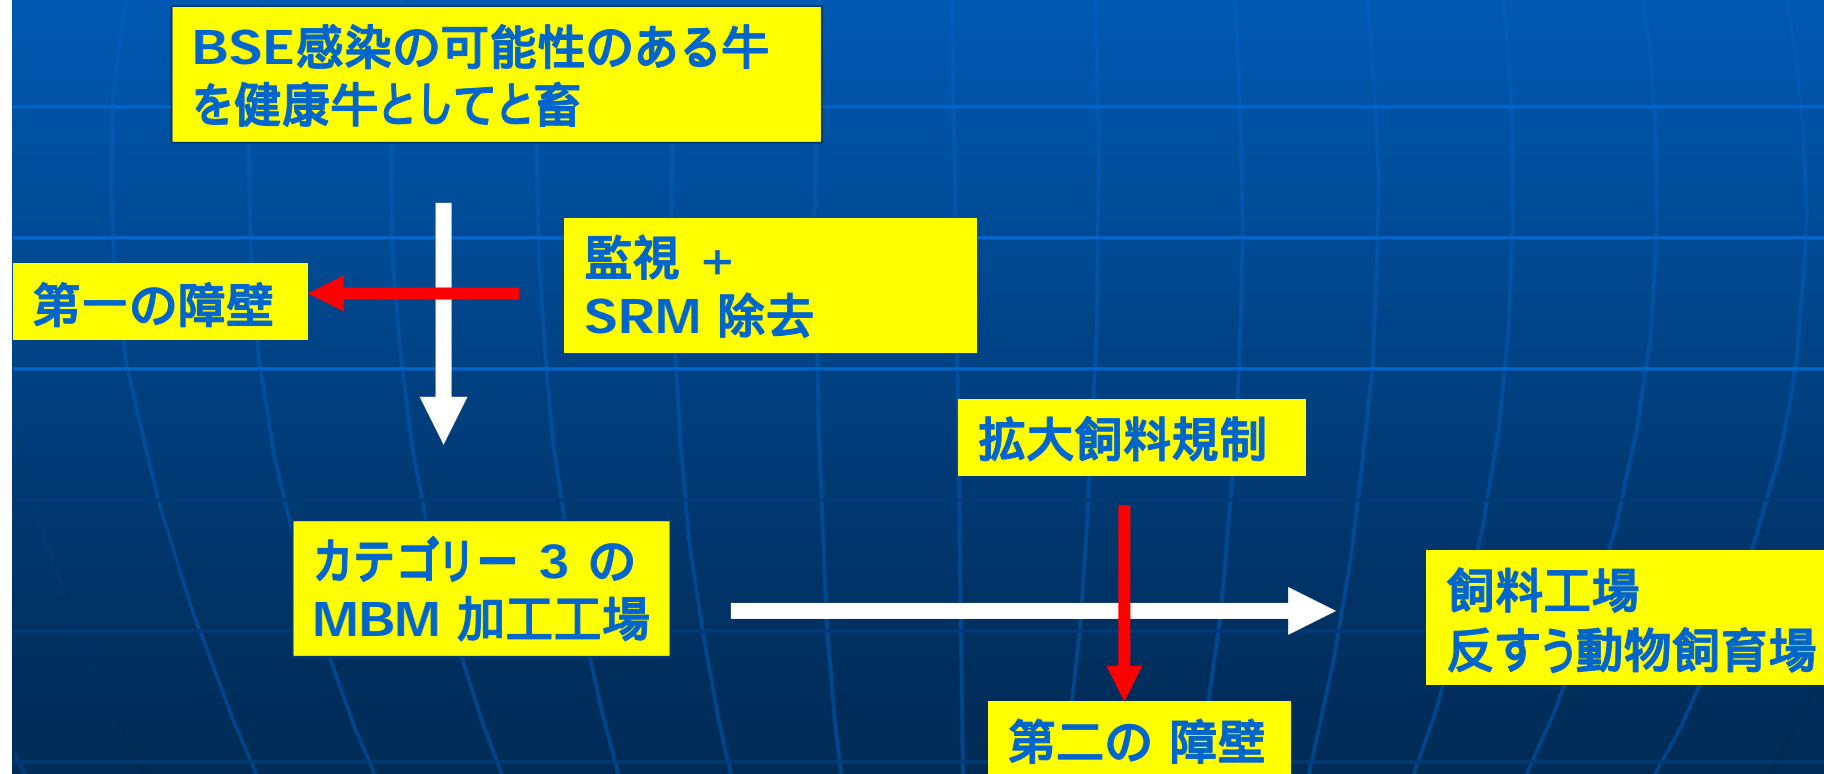 BSE感染の可能性のある牛
を健康牛としてと畜
監視 +
SRM 除去
第一の障壁
拡大飼料規制
カテゴリー 3 の
MBM 加工工場
飼料工場
反すう動物飼育場
第二の 障壁